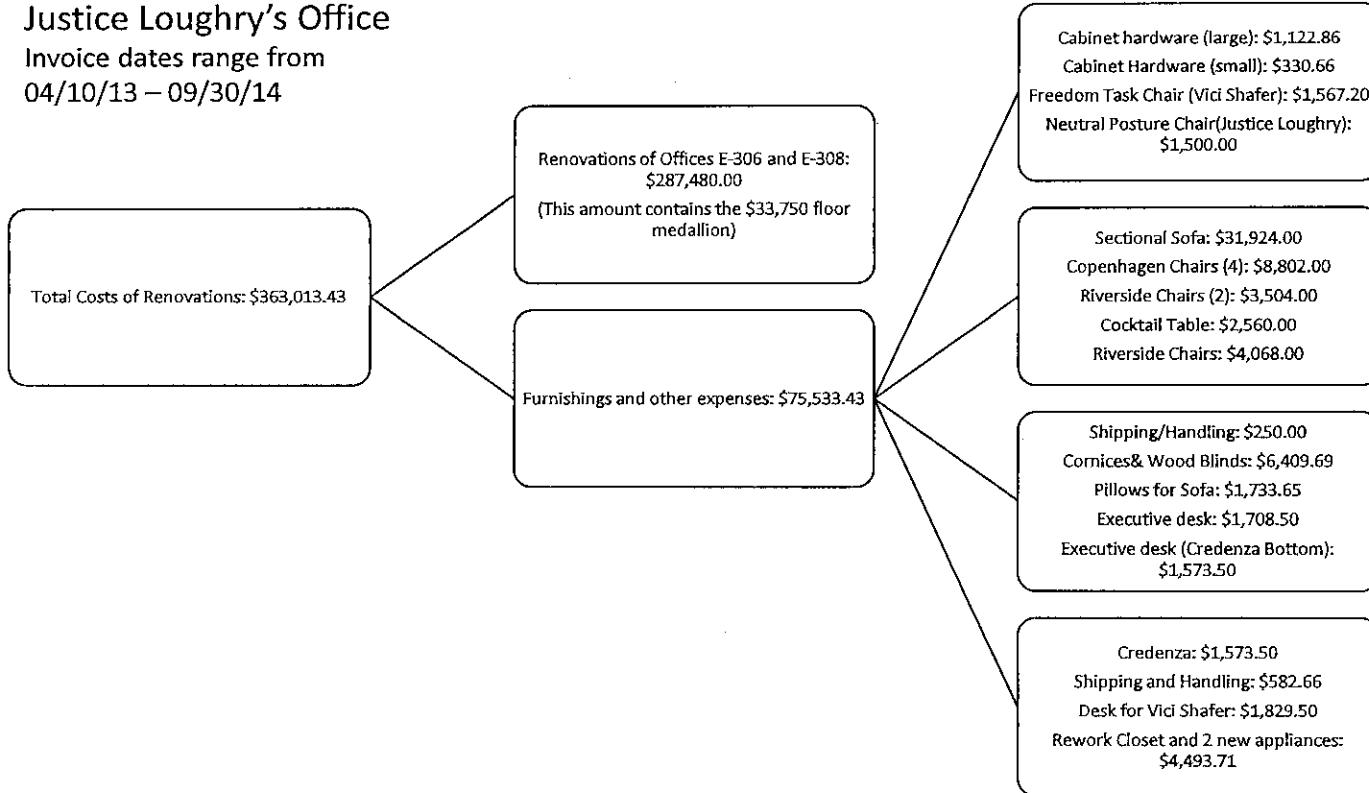 Justice Loughry's Office
Invoice dates range from
04/10/13 – 09/30/14
Total Costs of Renovations: $363,013.43
Renovations of Offices E-306 and E-308:
$287,480.00
(This amount contains the $33,750 floor
medallion)
Furnishings and other expenses: $75,533.43
Cabinet hardware (large): $1,122.86
Cabinet Hardware (small): $330.66
Freedom Task Chair (Vici Shafer): $1,567.20
Neutral Posture Chair(Justice Loughry):
$1,500.00
Sectional Sofa: $31,924.00
Copenhagen Chairs (4): $8,802.00
Riverside Chairs (2): $3,504.00
Cocktail Table: $2,560.00
Riverside Chairs: $4,068.00
Shipping/Handling: $250.00
Cornices& Wood Blinds: $6,409.69
Pillows for Sofa: $1,733.65
Executive desk: $1,708.50
Executive desk (Credenza Bottom):
$1,573.50
Credenza: $1,573.50
Shipping and Handling: $582.66
Desk for Vici Shafer: $1,829.50
Rework Closet and 2 new appliances:
$4,493.71